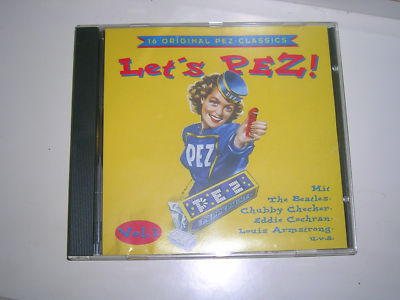 16 ORIGINAL PEZ-CLASSICS
Let's PEZ!
PEZ
PEZ
Mit
The Beatles·
Chubby Checker·
Eddie Cochran·
Louis Armstrong·
u.v.a.
Vol.1